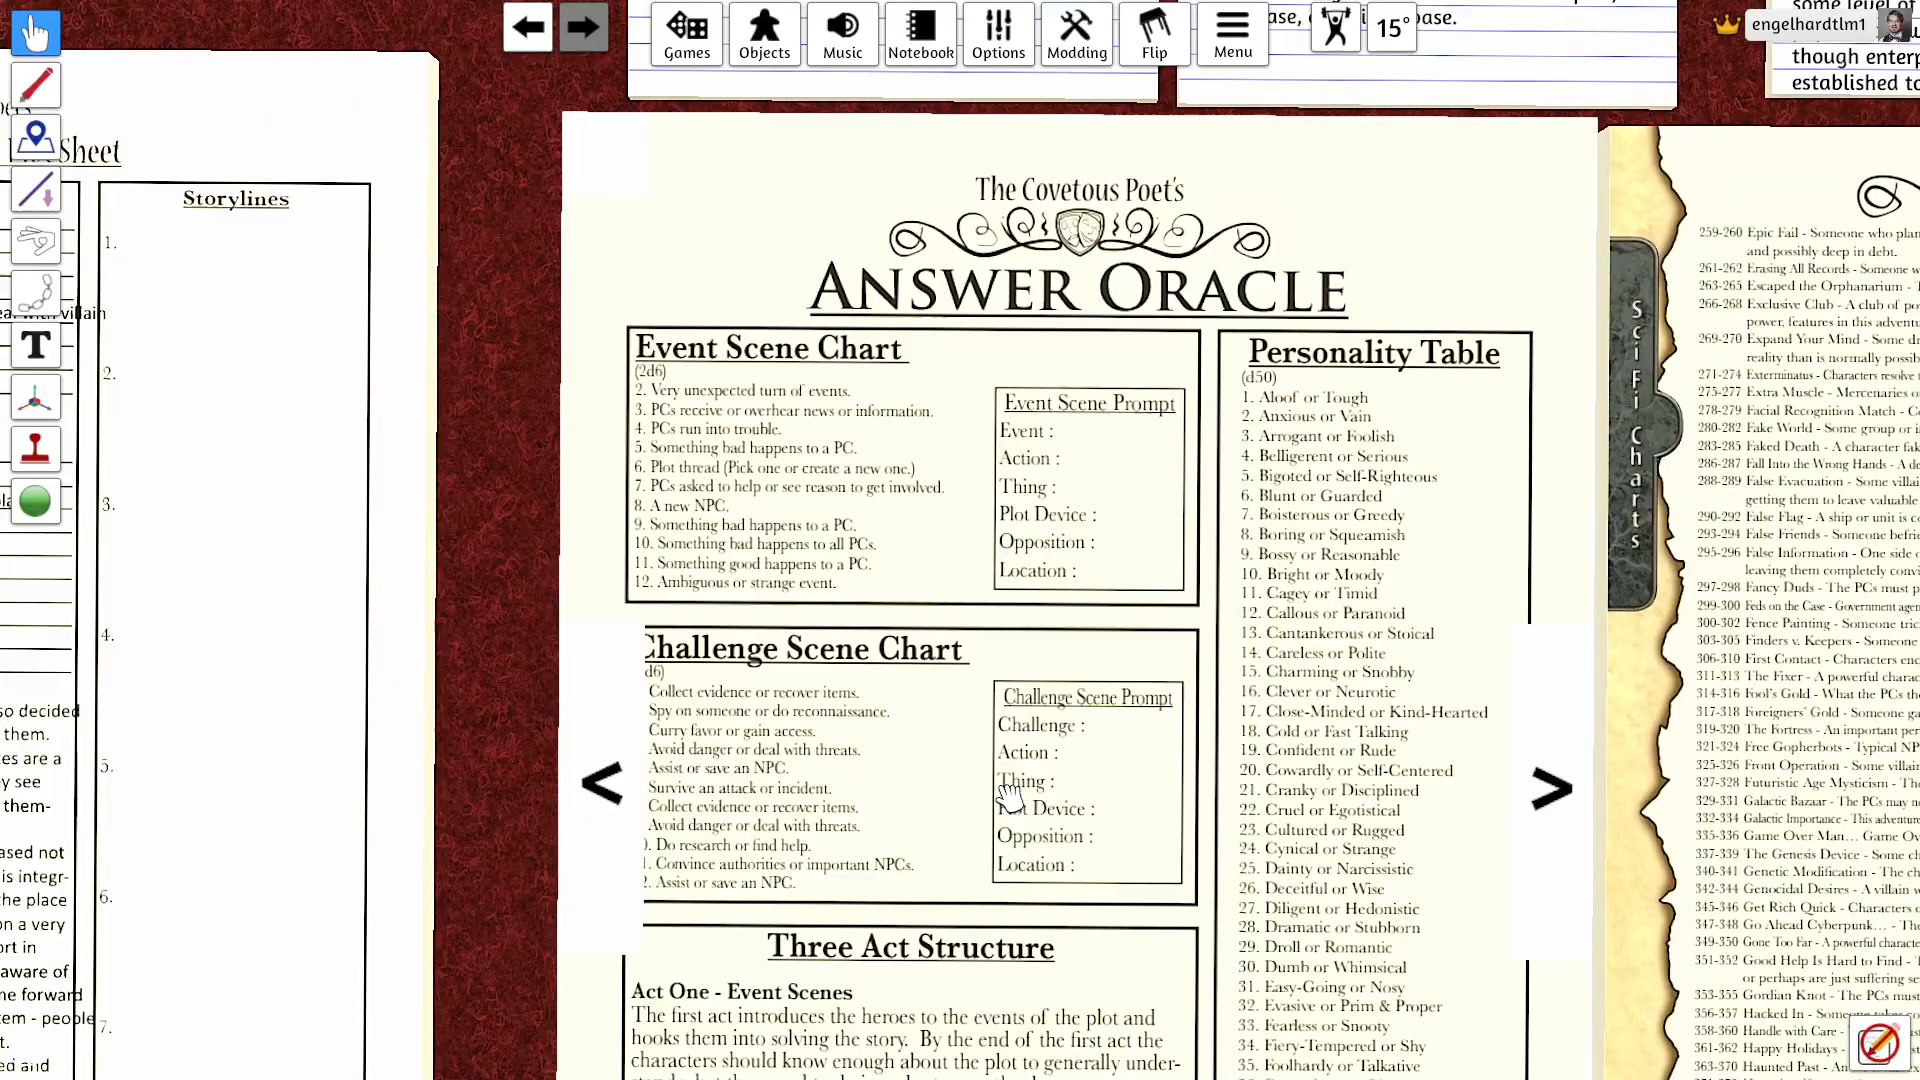 Games
Objects
Music
Notebook
Options
Modding
Flip
Menu
15°
engelhardtlm1
though enterp
established to
Sheet
Storylines
1.
2.
3.
4.
5.
6.
7.
villain
so decided
them.
tes are a
y see
them-
ased not
is integr-
the place
on a very
ort in
aware of
ne forward
tem - people
t.
ed and
The Covetous Poet's
ANSWER ORACLE
Event Scene Chart
(2d6)
2. Very unexpected turn of events.
3. PCs receive or overhear news or information.
4. PCs run into trouble.
5. Something bad happens to a PC.
6. Plot thread (Pick one or create a new one.)
7. PCs asked to help or see reason to get involved.
8. A new NPC.
9. Something bad happens to a PC.
10. Something bad happens to all PCs.
11. Something good happens to a PC.
12. Ambiguous or strange event.
Event Scene Prompt
Event :
Action :
Thing :
Plot Device :
Opposition :
Location :
Challenge Scene Chart
d6)
Collect evidence or recover items.
Spy on someone or do reconnaissance.
Curry favor or gain access.
Avoid danger or deal with threats.
Assist or save an NPC.
Survive an attack or incident.
Collect evidence or recover items.
Avoid danger or deal with threats.
Do research or find help.
Convince authorities or important NPCs.
Assist or save an NPC.
Challenge Scene Prompt
Challenge :
Action :
Thing :
Device :
Opposition :
Location :
Three Act Structure
Act One - Event Scenes
The first act introduces the heroes to the events of the plot and
hooks them into solving the story. By the end of the first act the
characters should know enough about the plot to generally under-
Personality Table
(d50)
1. Aloof or Tough
2. Anxious or Vain
3. Arrogant or Foolish
4. Belligerent or Serious
5. Bigoted or Self-Righteous
6. Blunt or Guarded
7. Boisterous or Greedy
8. Boring or Squeamish
9. Bossy or Reasonable
10. Bright or Moody
11. Cagey or Timid
12. Callous or Paranoid
13. Cantankerous or Stoical
14. Careless or Polite
15. Charming or Snobby
16. Clever or Neurotic
17. Close-Minded or Kind-Hearted
18. Cold or Fast Talking
19. Confident or Rude
20. Cowardly or Self-Centered
21. Cranky or Disciplined
22. Cruel or Egotistical
23. Cultured or Rugged
24. Cynical or Strange
25. Dainty or Narcissistic
26. Deceitful or Wise
27. Diligent or Hedonistic
28. Dramatic or Stubborn
29. Droll or Romantic
30. Dumb or Whimsical
31. Easy-Going or Nosy
32. Evasive or Prim & Proper
33. Fearless or Snooty
34. Fiery-Tempered or Shy
35. Foolhardy or Talkative
< >
SciFi Charts
259-260 Epic Fail - Someone who plan
and possibly deep in debt.
261-262 Erasing All Records - Someone w
263-265 Escaped the Orphanarium - T
266-268 Exclusive Club - A club of po
power, features in this adventu
269-270 Expand Your Mind - Some dr
reality than is normally possib
271-274 Exterminatus - Characters resolve t
275-277 Extra Muscle - Mercenaries o
278-279 Facial Recognition Match - C
280-282 Fake World - Some group or i
283-285 Faked Death - A character fak
286-287 Fall Into the Wrong Hands - A de
288-289 False Evacuation - Some villai
getting them to leave valuable
290-292 False Flag - A ship or unit is c
293-294 False Friends - Someone befrie
295-296 False Information - One side o
leaving them completely convi
297-298 Fancy Duds - The PCs must p
299-300 Feds on the Case - Government agen
300-302 Fence Painting - Someone tric
303-305 Finders v. Keepers - Someone
306-310 First Contact - Characters enc
311-313 The Fixer - A powerful charac
314-316 Fool's Gold - What the PCs th
317-318 Foreigners' Gold - Someone ga
319-320 The Fortress - An important per
321-324 Free Gopherbots - Typical NP
325-326 Front Operation - Some villai
327-328 Futuristic Age Mysticism - The
329-331 Galactic Bazaar - The PCs may n
332-334 Galactic Importance - This adventure
335-336 Game Over Man... Game Ov
337-339 The Genesis Device - Some ch
340-341 Genetic Modification - The ch
342-344 Genocidal Desires - A villain w
345-346 Get Rich Quick - Characters o
347-348 Go Ahead Cyberpunk... - The
349-350 Gone Too Far - A powerful characte
351-352 Good Help Is Hard to Find - T
or perhaps are just suffering se
353-355 Gordian Knot - The PCs must
356-357 Hacked In - Someone takes co
358-360 Handle with Care -
361-362 Happy Holidays -
363-370 Haunted Past - An